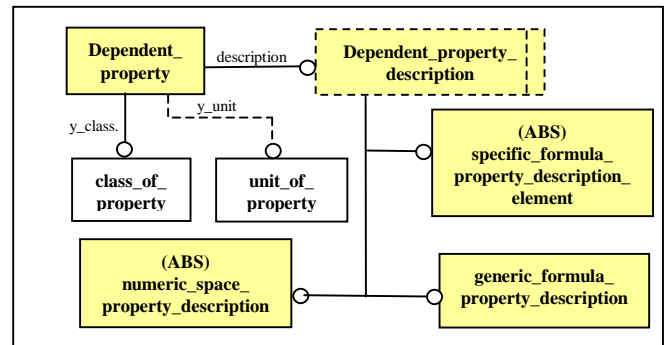 Dependent_
property
description
Dependent_property_
description
y_unit
y_class.
class_of_
property
unit_of_
property
(ABS)
specific_formula_
property_description_
element
(ABS)
numeric_space_
property_description
generic_formula_
property_description